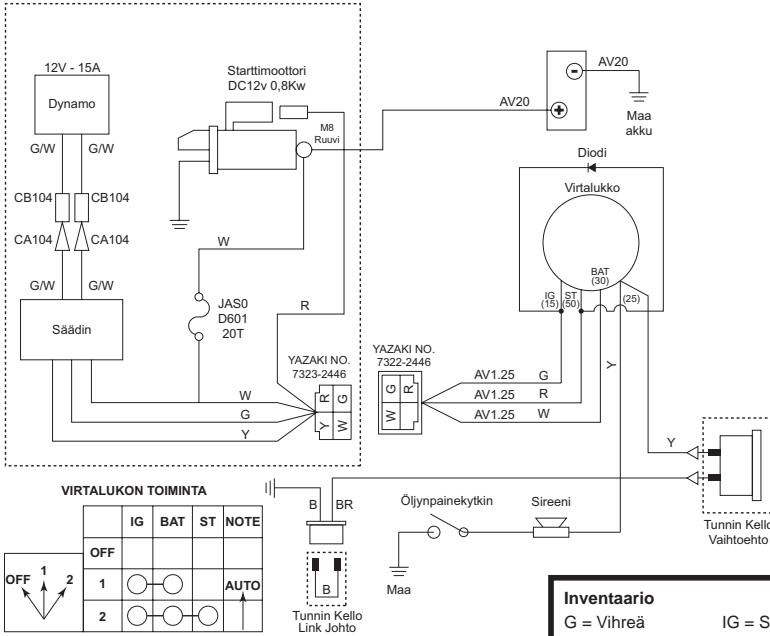 12V - 15A
Dynamo
G/W
G/W
CB104
CB104
CA104
CA104
G/W
G/W
Säädin
Starttimoottori
DC12v 0,8Kw
M8
Ruuvi
W
R
JAS0
D601
20T
YAZAKI NO.
7323-2446
W
G
Y
R
G
Y
W
AV20
AV20
Maa
akku
Diodi
Virtalukko
BAT
(30)
IG
(15)
ST
(50)
(25)
YAZAKI NO.
7322-2446
G
R
W
AV1.25 G
AV1.25 R
AV1.25 W
Y
Y
Tunnin Kello
Vaihtoehto
Öljynpainekytkin
Sireeni
Maa
B
BR
B
Tunnin Kello
Link Johto
VIRTALUKON TOIMINTA
IG BAT ST NOTE
OFF
1 AUTO
2
OFF 1 2
Inventaario
G = Vihreä IG = S